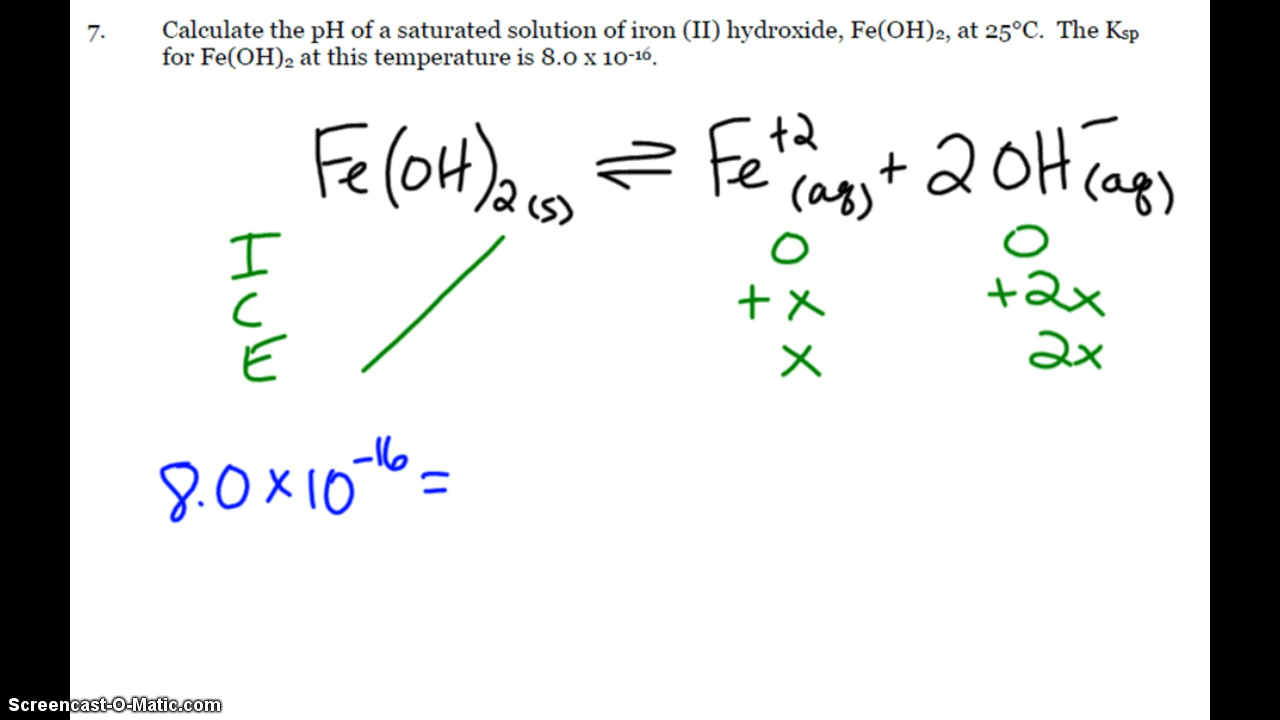 7. Calculate the pH of a saturated solution of iron (II) hydroxide, Fe(OH)₂, at 25°C. The Ksp
for Fe(OH)₂ at this temperature is 8.0 x 10⁻¹⁶.
Fe(OH)₂(s) ⇌ Fe⁺²(aq) + 2OH⁻(aq)
I 0 0
C +x +2x
E x 2x
8.0 x 10⁻¹⁶ =
Screencast-O-Matic.com